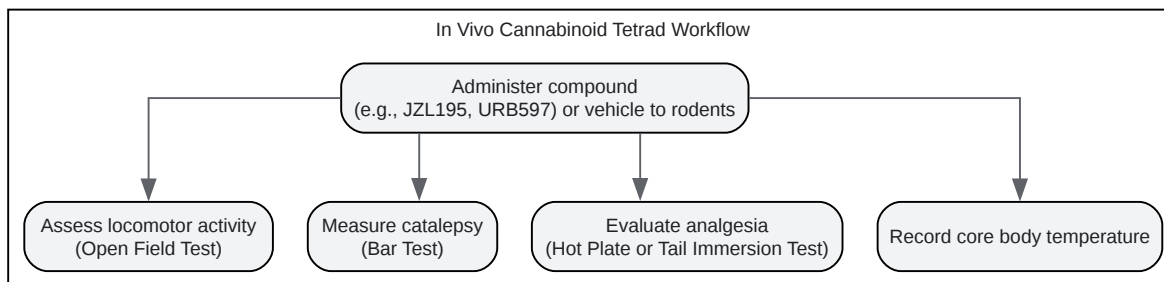 In Vivo Cannabinoid Tetrad Workflow
Administer compound
(e.g., JZL195, URB597) or vehicle to rodents
Assess locomotor activity
(Open Field Test)
Measure catalepsy
(Bar Test)
Evaluate analgesia
(Hot Plate or Tail Immersion Test)
Record core body temperature